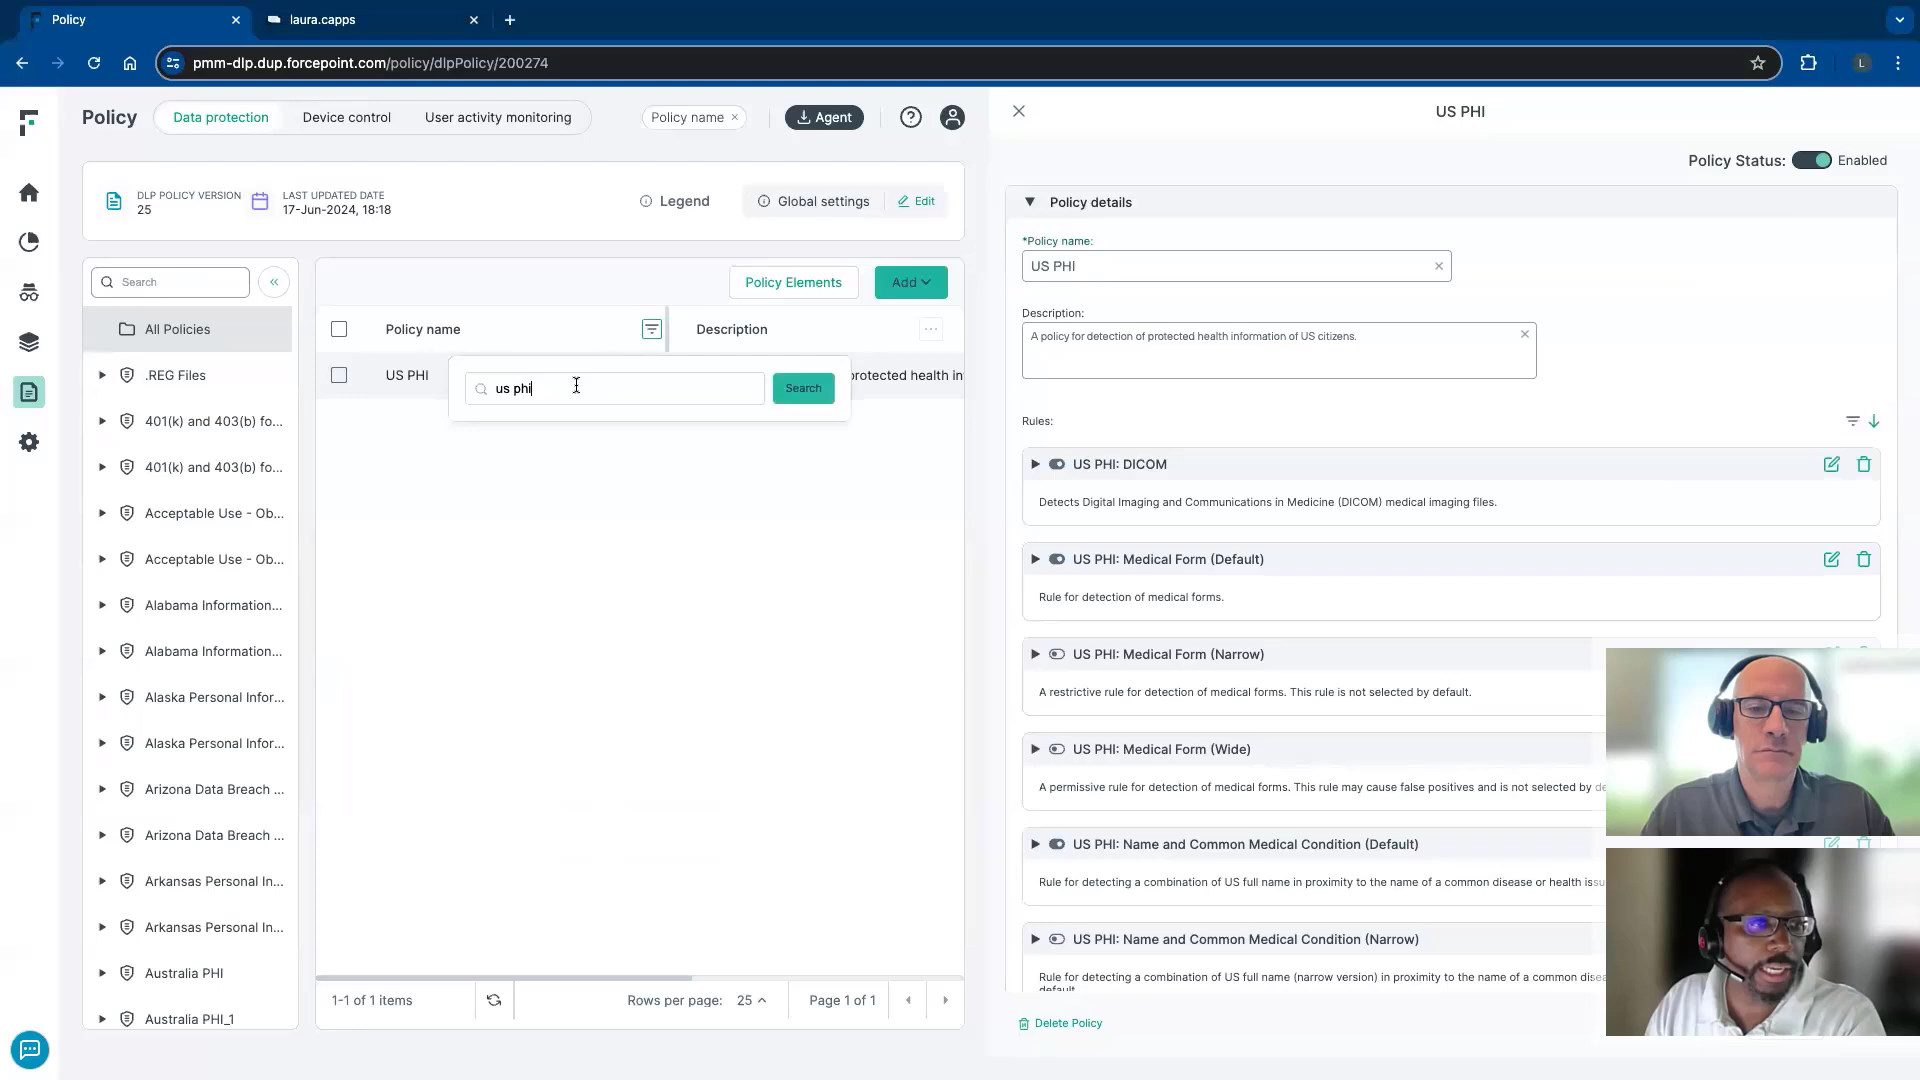 Policy
laura.capps
pmm-dlp.dup.forcepoint.com/policy/dlpPolicy/200274
L
Policy
Data protection
Device control
User activity monitoring
Policy name
Agent
DLP POLICY VERSION
25
LAST UPDATED DATE
17-Jun-2024, 18:18
Legend
Global settings
Edit
Search
All Policies
.REG Files
401(k) and 403(b) fo...
401(k) and 403(b) fo...
Acceptable Use - Ob...
Acceptable Use - Ob...
Alabama Information...
Alabama Information...
Alaska Personal Infor...
Alaska Personal Infor...
Arizona Data Breach ...
Arizona Data Breach ...
Arkansas Personal In...
Arkansas Personal In...
Australia PHI
Australia PHI_1
Policy Elements
Add
Policy name
Description
US PHI
protected health in
us phi
Search
1-1 of 1 items
Rows per page: 25
Page 1 of 1
US PHI
Policy Status: Enabled
Policy details
*Policy name:
US PHI
Description:
A policy for detection of protected health information of US citizens.
Rules:
US PHI: DICOM
Detects Digital Imaging and Communications in Medicine (DICOM) medical imaging files.
US PHI: Medical Form (Default)
Rule for detection of medical forms.
US PHI: Medical Form (Narrow)
A restrictive rule for detection of medical forms. This rule is not selected by default.
US PHI: Medical Form (Wide)
A permissive rule for detection of medical forms. This rule may cause false positives and is not selected by de
US PHI: Name and Common Medical Condition (Default)
Rule for detecting a combination of US full name in proximity to the name of a common disease or health issu
US PHI: Name and Common Medical Condition (Narrow)
Rule for detecting a combination of US full name (narrow version) in proximity to the name of a common dise
default
Delete Policy